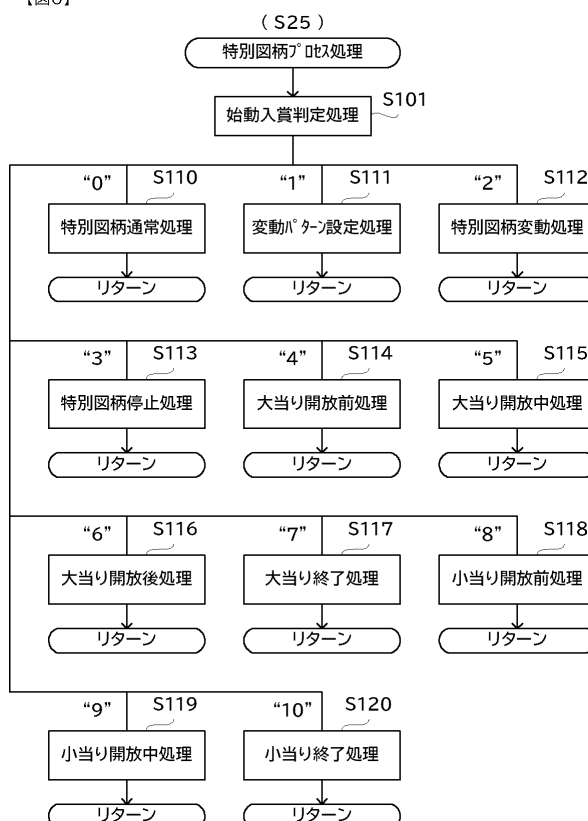 【図6】
(S25)
特別図柄プロセス処理
始動入賞判定処理 S101
“0” S110 “1” S111 “2” S112
特別図柄通常処理 変動パターン設定処理 特別図柄変動処理
リターン リターン リターン
“3” S113 “4” S114 “5” S115
特別図柄停止処理 大当り開放前処理 大当り開放中処理
リターン リターン リターン
“6” S116 “7” S117 “8” S118
大当り開放後処理 大当り終了処理 小当り開放前処理
リターン リターン リターン
“9” S119 “10” S120
小当り開放中処理 小当り終了処理
リターン リターン